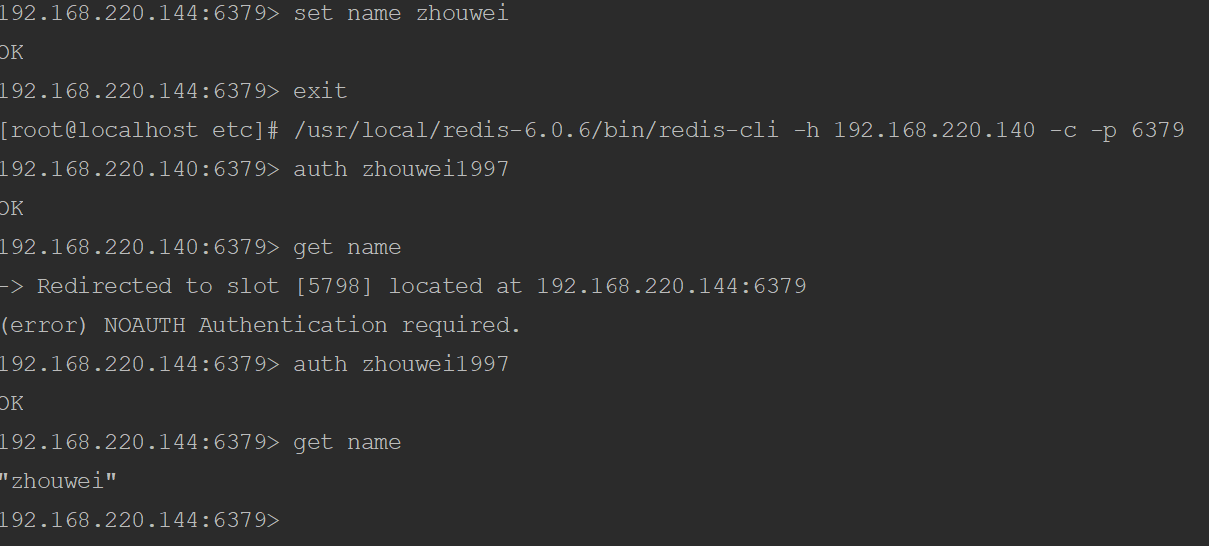 192.168.220.144:6379> set name zhouwei
OK
192.168.220.144:6379> exit
[root@localhost etc]# /usr/local/redis-6.0.6/bin/redis-cli -h 192.168.220.140 -c -p 6379
192.168.220.140:6379> auth zhouwei1997
OK
192.168.220.140:6379> get name
-> Redirected to slot [5798] located at 192.168.220.144:6379
(error) NOAUTH Authentication required.
192.168.220.144:6379> auth zhouwei1997
OK
192.168.220.144:6379> get name
"zhouwei"
192.168.220.144:6379>